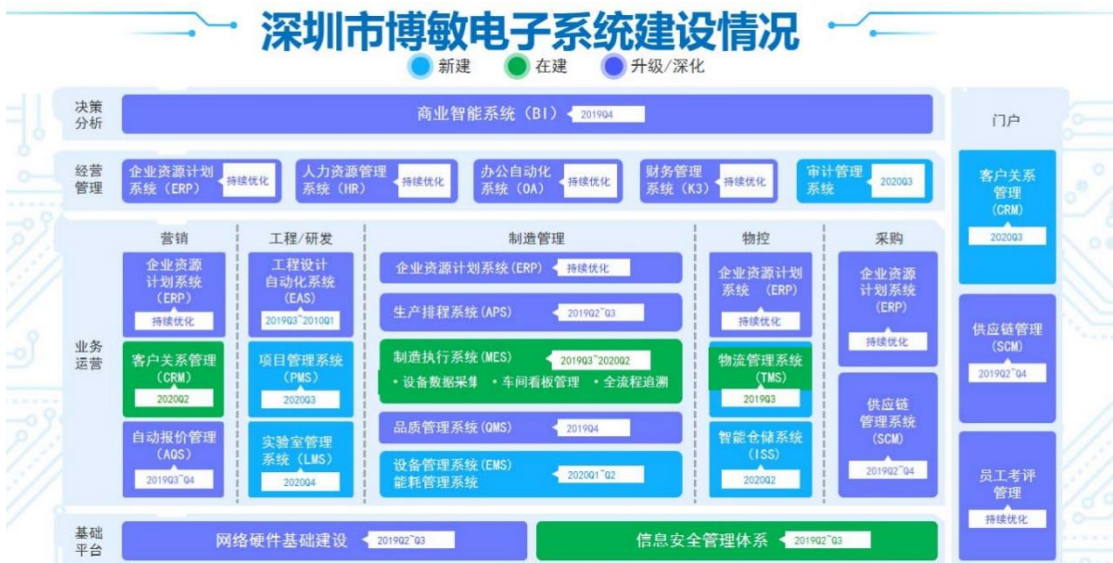 深圳市博敏电子系统建设情况
新建 在建 升级/深化
决策
分析
商业智能系统（BI） 2019Q4
门户
经营
管理
企业资源计划
系统（ERP） 持续优化
人力资源管理
系统（HR） 持续优化
办公自动化
系统（OA） 持续优化
财务管理
系统（K3） 持续优化
审计管理
系统 2020Q3
客户关系
管理
(CRM)
2020Q3
业务
运营
营销
企业资源
计划系统
(ERP)
持续优化
客户关系管理
(CRM)
2020Q2
自动报价管理
(AQS)
2019Q3~Q4
工程/研发
工程设计
自动化系统
(EAS)
2019Q3~2010Q1
项目管理系统
(PMS)
2020Q3
实验室管理
系统（LMS）
2020Q4
制造管理
企业资源计划系统(ERP) 持续优化
生产排程系统(APS) 2019Q2~Q3
制造执行系统(MES) 2019Q3~2020Q2
• 设备数据采集 • 车间看板管理 • 全流程追溯
品质管理系统(QMS) 2019Q4
设备管理系统(EMS)
能耗管理系统 2020Q1~Q2
物控
企业资源计划
系统 （ERP）
持续优化
物流管理系统
(TMS)
2019Q3
智能仓储系统
(ISS)
2020Q2
采购
企业资源
计划系统
(ERP)
持续优化
供应链
管理系统
(SCM)
2019Q2~Q4
供应链管理
(SCM)
2019Q2~Q4
员工考评
管理
持续优化
基础
平台
网络硬件基础建设 2019Q2~Q3
信息安全管理体系 2019Q2~Q3